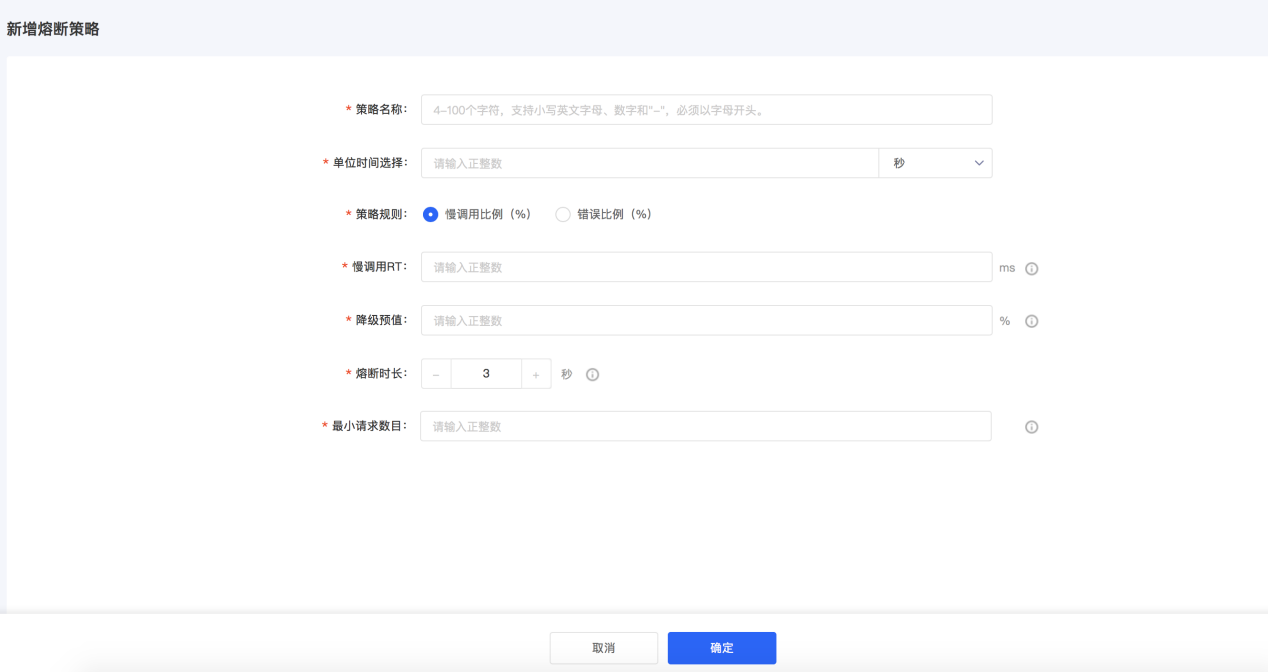 新增熔断策略
* 策略名称: 4-100个字符，支持小写英文字母、数字和"-"，必须以字母开头。
* 单位时间选择: 请输入正整数 秒
* 策略规则: 慢调用比例（%） 错误比例（%）
* 慢调用RT: 请输入正整数 ms
* 降级预值: 请输入正整数 %
* 熔断时长: - 3 + 秒
* 最小请求数目: 请输入正整数
取消 确定